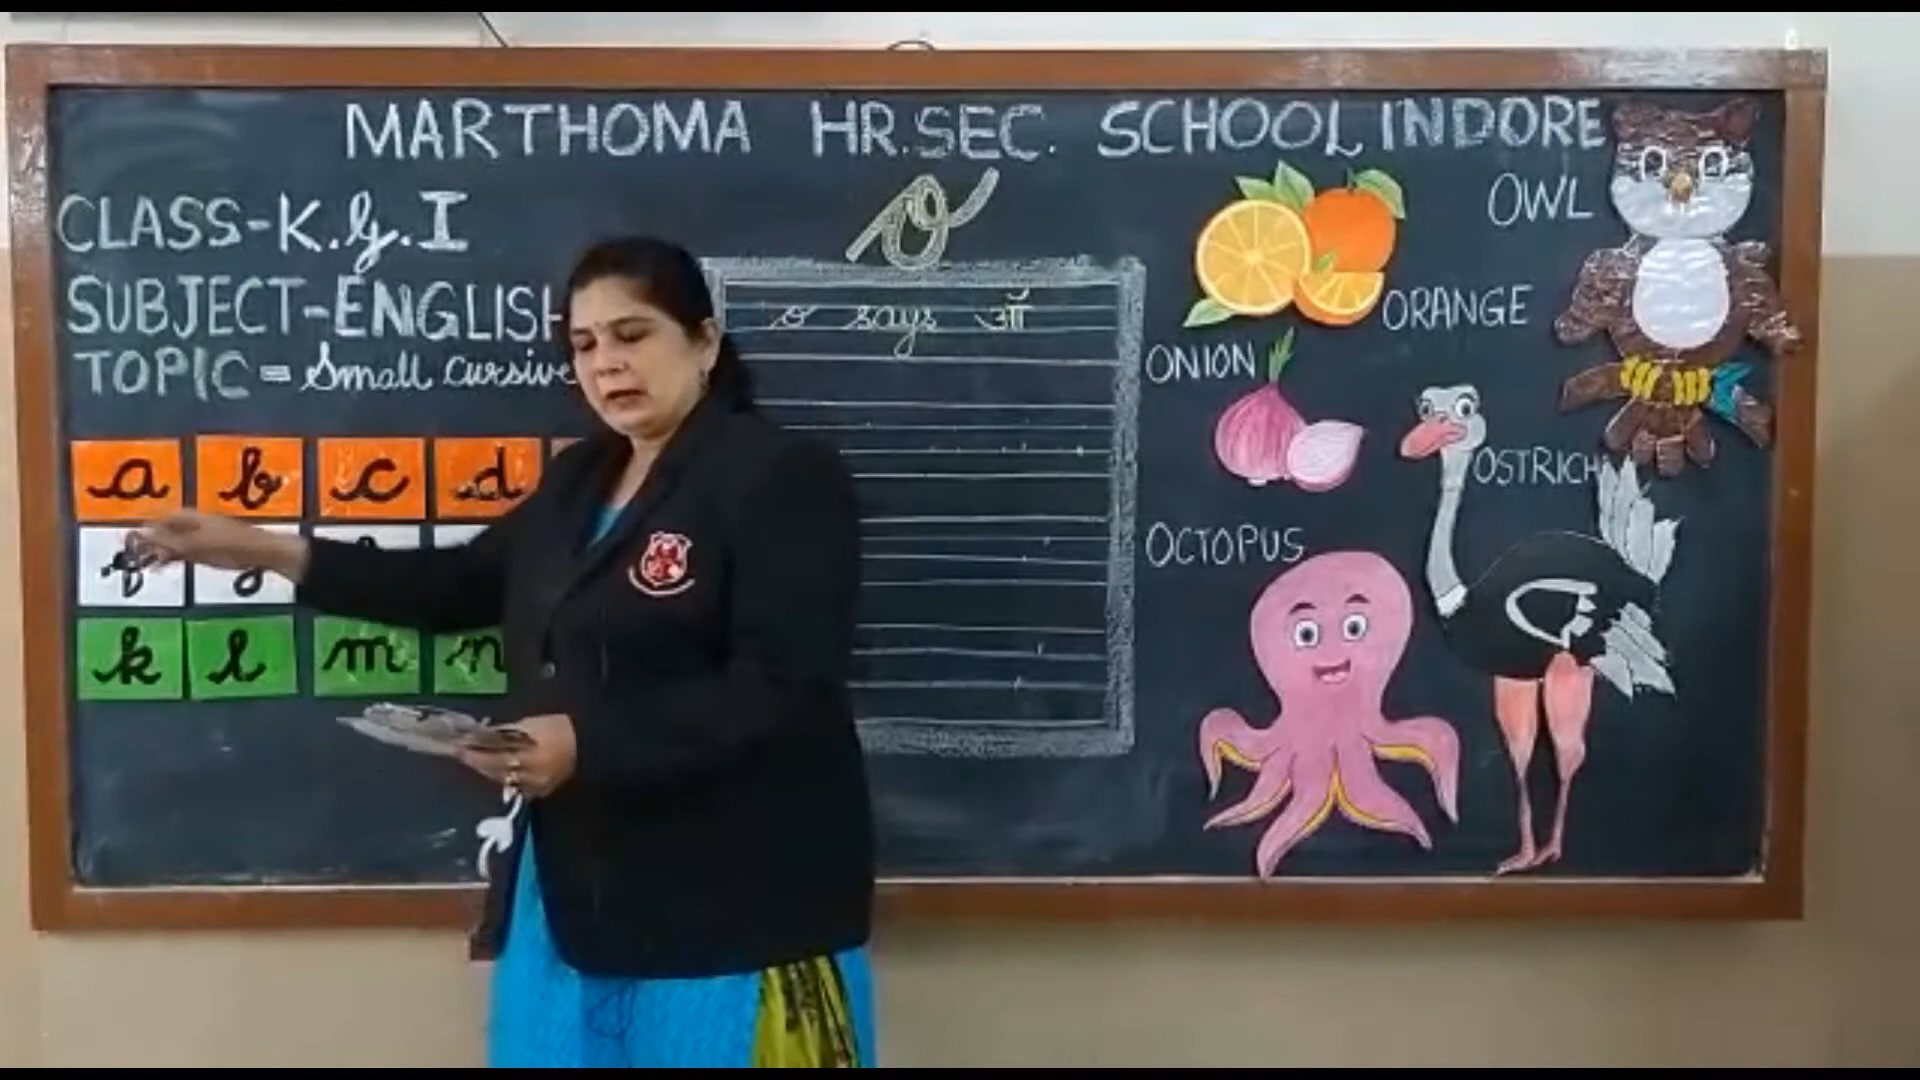 MARTHOMA HR.SEC. SCHOOL INDORE
CLASS-K.G.I
SUBJECT-ENGLISH
TOPIC = Small cursive
a b c d
f g
k l m n
o
o says ऑ
OWL
ORANGE
ONION
OSTRICH
OCTOPUS